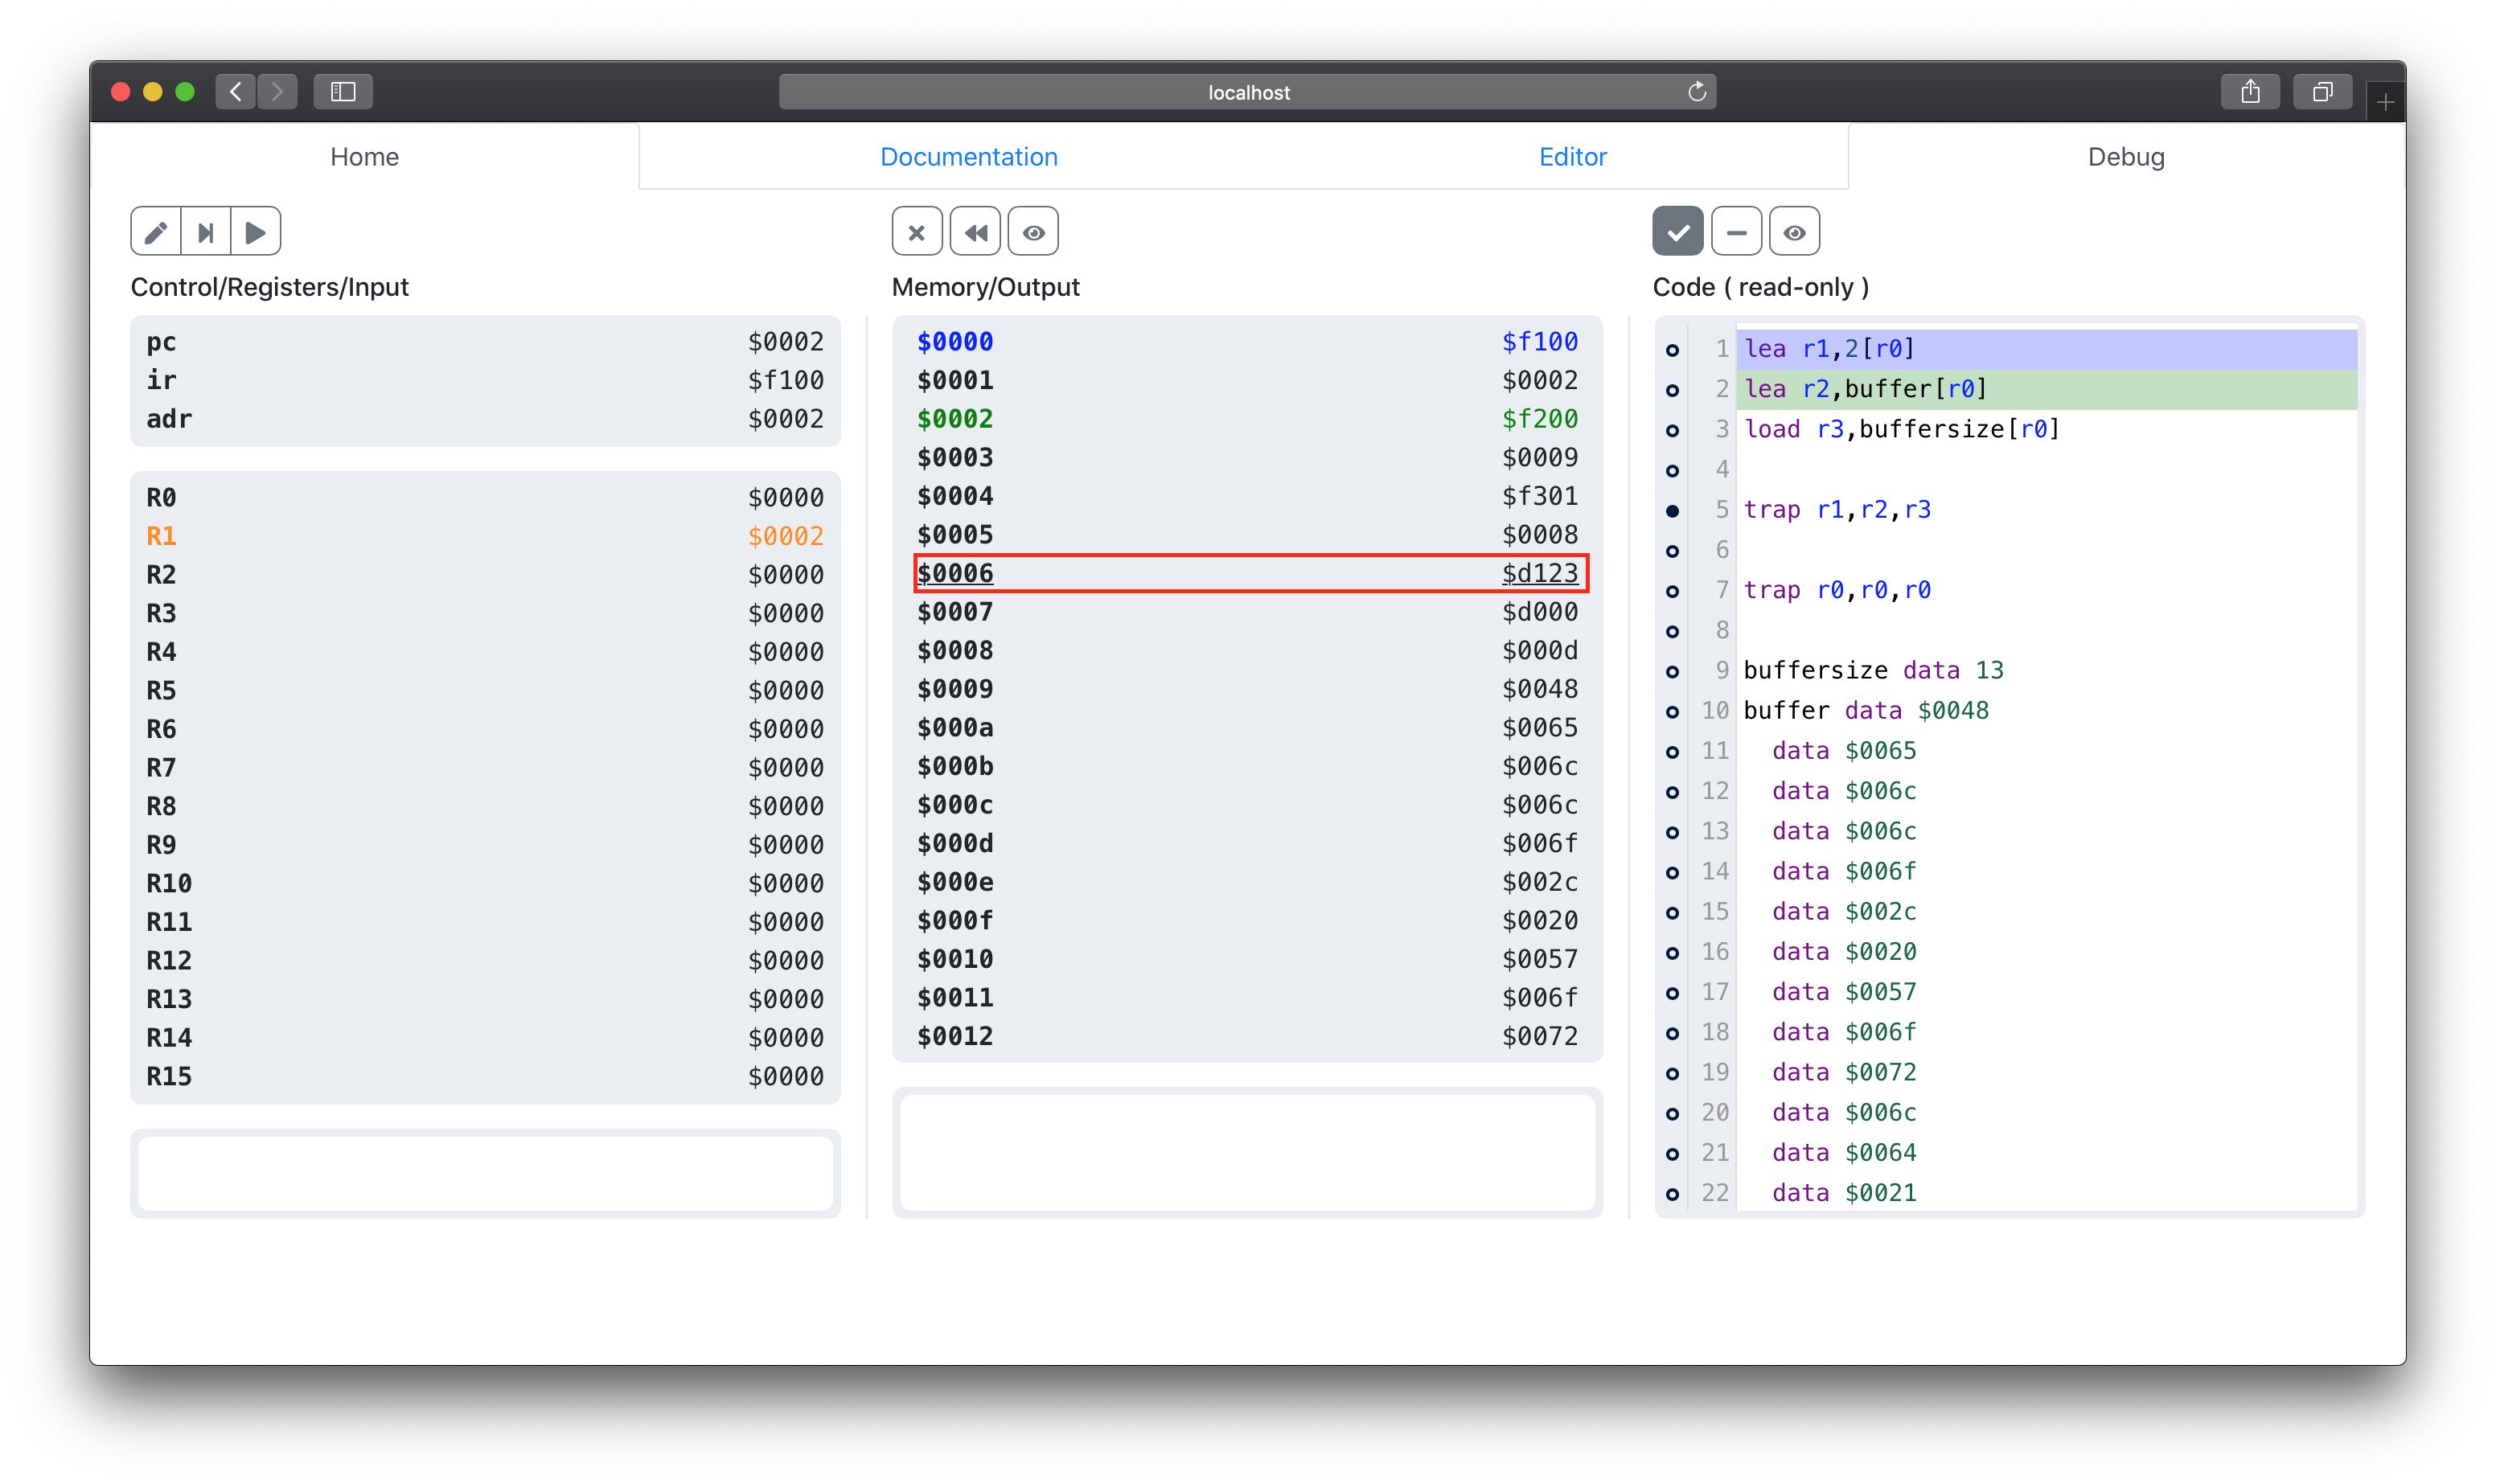 localhost
Home Documentation Editor Debug
Control/Registers/Input
pc $0002
ir $f100
adr $0002
R0 $0000
R1 $0002
R2 $0000
R3 $0000
R4 $0000
R5 $0000
R6 $0000
R7 $0000
R8 $0000
R9 $0000
R10 $0000
R11 $0000
R12 $0000
R13 $0000
R14 $0000
R15 $0000
Memory/Output
$0000 $f100
$0001 $0002
$0002 $f200
$0003 $0009
$0004 $f301
$0005 $0008
$0006 $d123
$0007 $d000
$0008 $000d
$0009 $0048
$000a $0065
$000b $006c
$000c $006c
$000d $006f
$000e $002c
$000f $0020
$0010 $0057
$0011 $006f
$0012 $0072
Code ( read-only )
1 lea r1,2[r0]
2 lea r2,buffer[r0]
3 load r3,buffersize[r0]
4
5 trap r1,r2,r3
6
7 trap r0,r0,r0
8
9 buffersize data 13
10 buffer data $0048
11 data $0065
12 data $006c
13 data $006c
14 data $006f
15 data $002c
16 data $0020
17 data $0057
18 data $006f
19 data $0072
20 data $006c
21 data $0064
22 data $0021